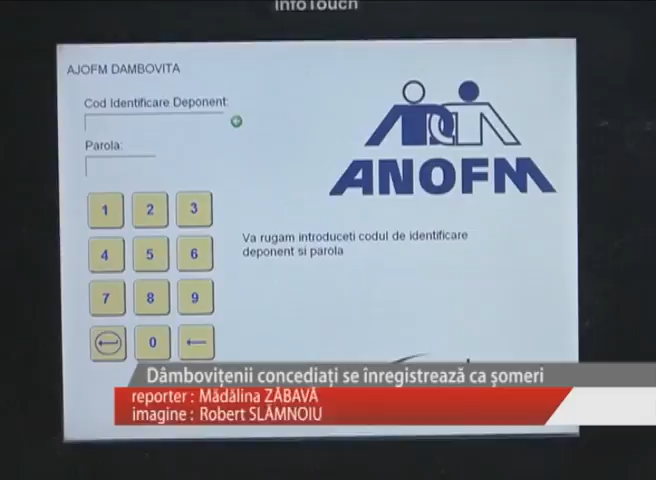 InfoTouch
AJOFM DAMBOVITA
Cod Identificare Deponent:
Parola:
ANOFM
1 2 3
4 5 6
7 8 9
0
Va rugam introduceti codul de identificare
deponent si parola
Dâmbovițenii concediați se înregistrează ca șomeri
reporter : Mădălina ZĂBAVĂ
imagine : Robert SLĂMNOIU